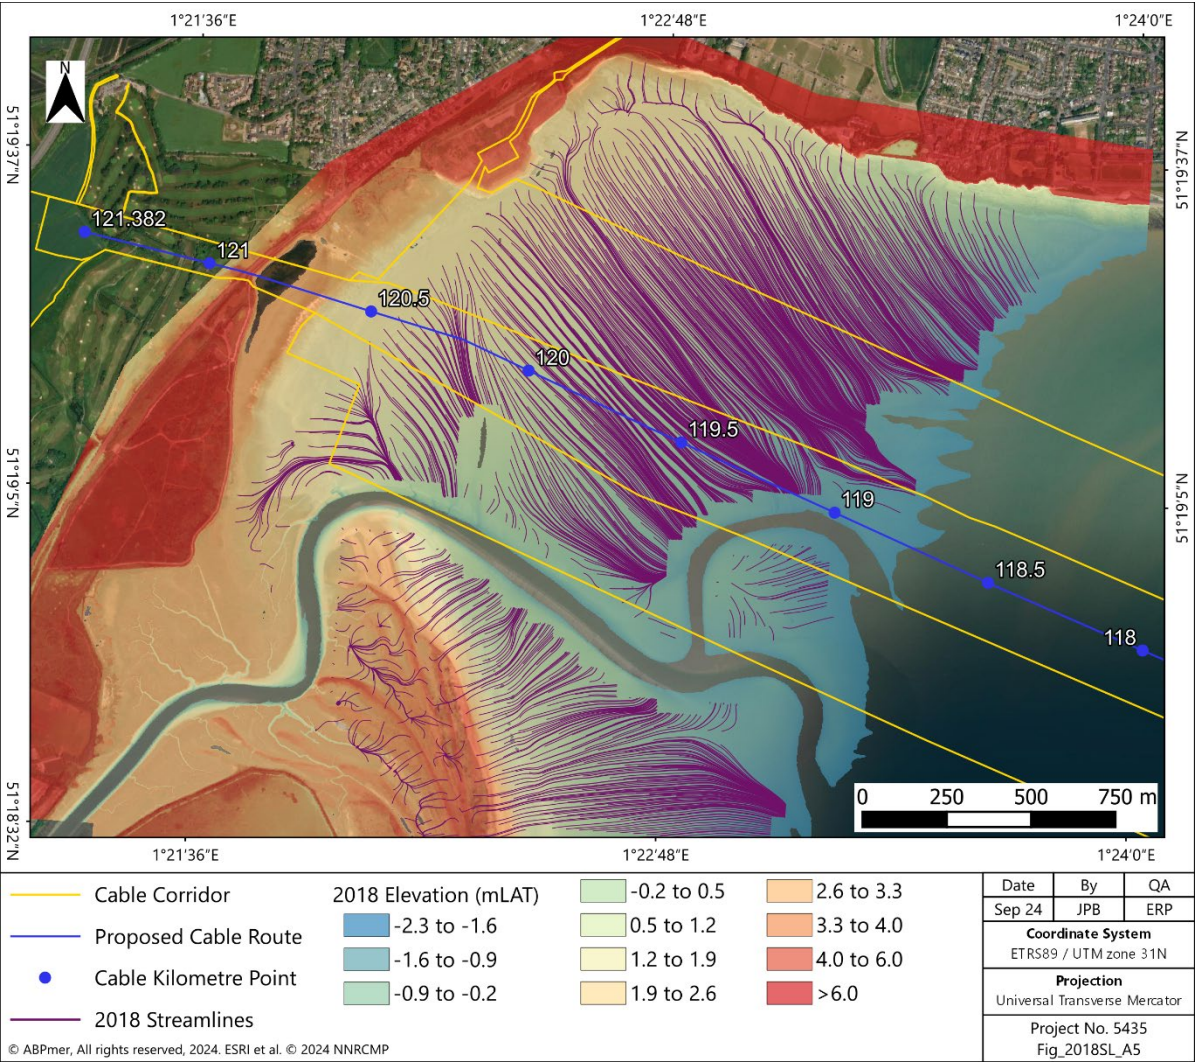 1°21'36"E 1°22'48"E 1°24'0"E
N
51°19'37"N
51°19'37"N
121.382
121
120.5
120
119.5
51°19'5"N
51°19'5"N
119
118.5
118
51°18'32"N
0 250 500 750 m
1°21'36"E 1°22'48"E 1°24'0"E
Cable Corridor
Proposed Cable Route
Cable Kilometre Point
2018 Streamlines
2018 Elevation (mLAT)
-2.3 to -1.6
-1.6 to -0.9
-0.9 to -0.2
-0.2 to 0.5
0.5 to 1.2
1.2 to 1.9
1.9 to 2.6
2.6 to 3.3
3.3 to 4.0
4.0 to 6.0
>6.0
Date By QA
Sep 24 JPB ERP
Coordinate System
ETRS89 / UTM zone 31N
Projection
Universal Transverse Mercator
Project No. 5435
Fig_2018SL_A5
© ABPmer, All rights reserved, 2024. ESRI et al. © 2024 NNRCMP